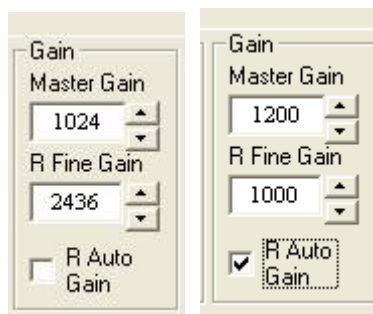 Gain
Master Gain
1024
R Fine Gain
2436
R Auto
Gain
Gain
Master Gain
1200
R Fine Gain
1000
R Auto
Gain